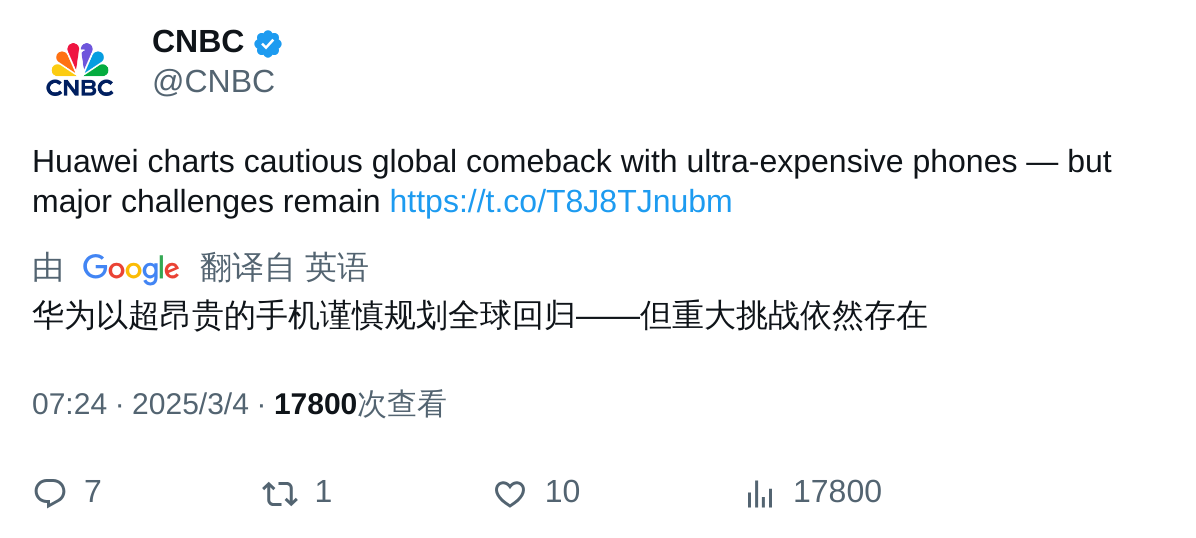 CNBC
CNBC
@CNBC
Huawei charts cautious global comeback with ultra-expensive phones — but
major challenges remain https://t.co/T8J8TJnubm
由 Google 翻译自 英语
华为以超昂贵的手机谨慎规划全球回归——但重大挑战依然存在
07:24 · 2025/3/4 · 17800次查看
7 1 10 17800